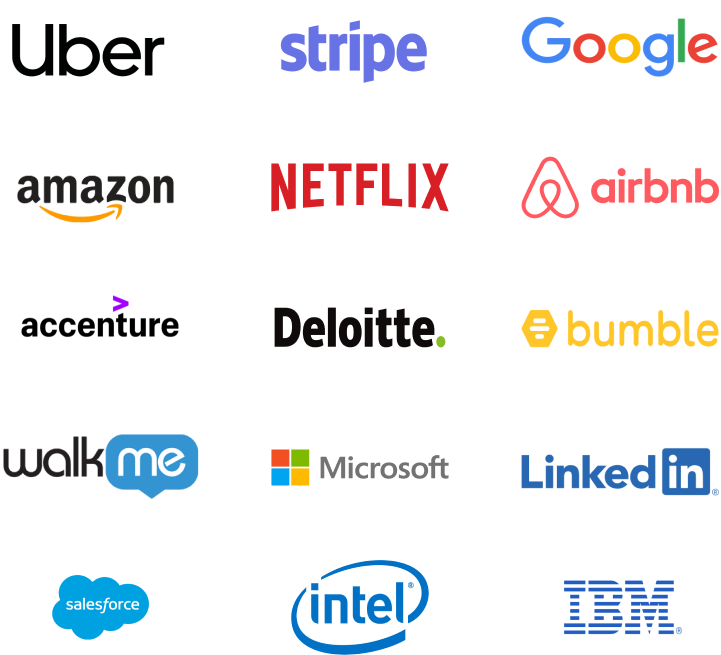 Uber
stripe
Google
amazon
NETFLIX
airbnb
accenture
Deloitte.
bumble
walkme
Microsoft
Linkedin®
salesforce
intel®
IBM®